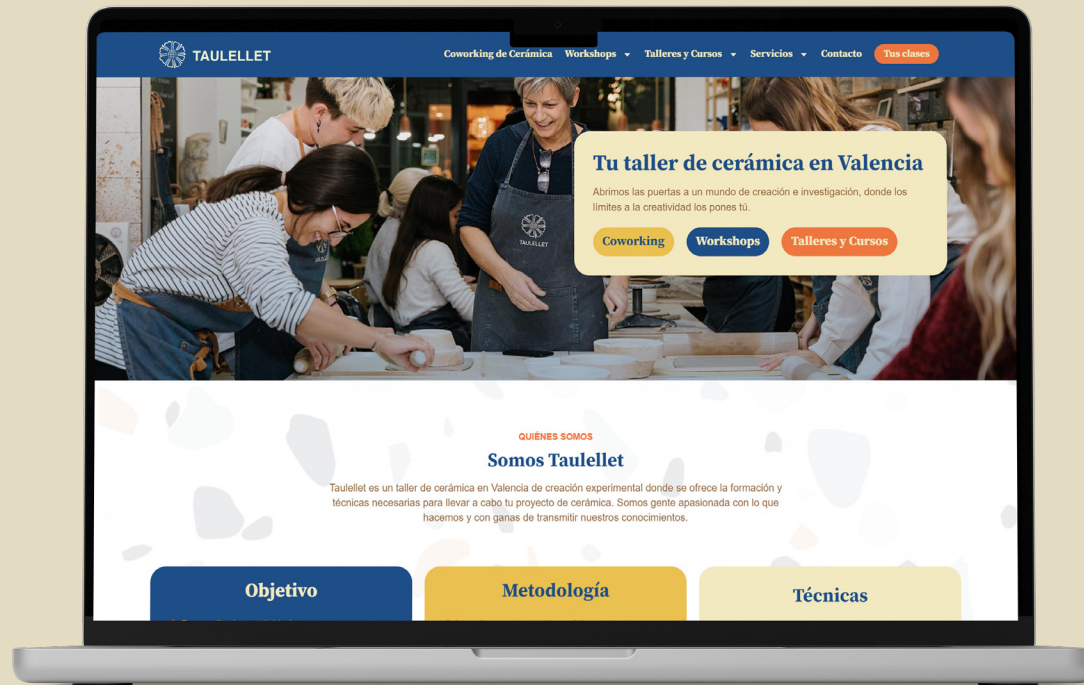 TAULELLET
Coworking de Cerámica Workshops Talleres y Cursos Servicios Contacto Tus clases
Tu taller de cerámica en Valencia
Abrimos las puertas a un mundo de creación e investigación, donde los
límites a la creatividad los pones tú.
Coworking Workshops Talleres y Cursos
TAULELLET
QUIÉNES SOMOS
Somos Taulellet
Taulellet es un taller de cerámica en Valencia de creación experimental donde se ofrece la formación y
técnicas necesarias para llevar a cabo tu proyecto de cerámica. Somos gente apasionada con lo que
hacemos y con ganas de transmitir nuestros conocimientos.
Objetivo Metodología Técnicas